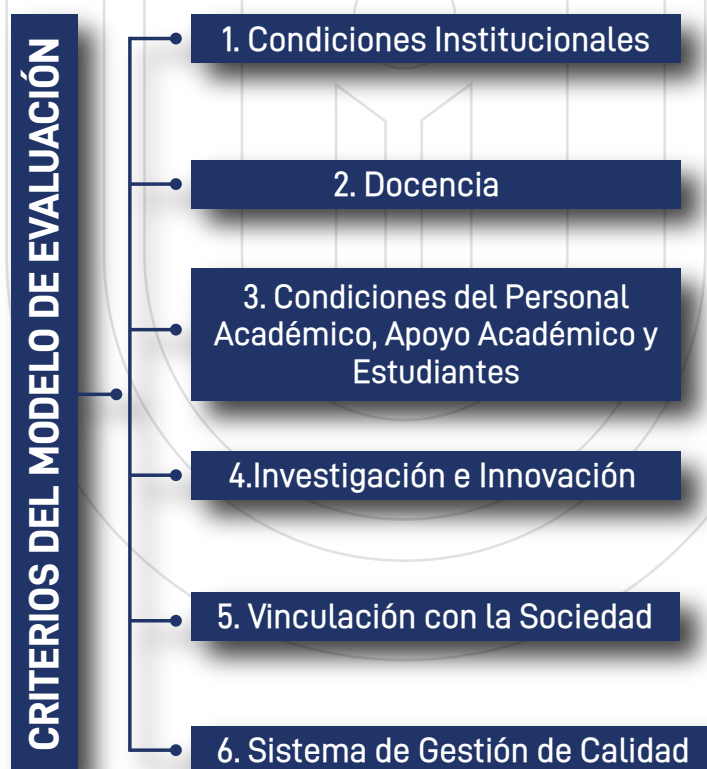 CRITERIOS DEL MODELO DE EVALUACIÓN
1. Condiciones Institucionales
2. Docencia
3. Condiciones del Personal
Académico, Apoyo Académico y
Estudiantes
4.Investigación e Innovación
5. Vinculación con la Sociedad
6. Sistema de Gestión de Calidad